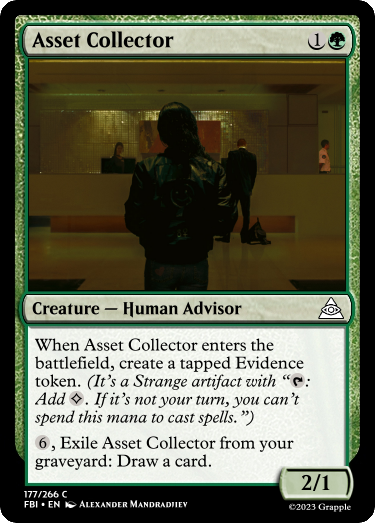 Asset Collector 1
Creature — Human Advisor
When Asset Collector enters the
battlefield, create a tapped Evidence
token. (It's a Strange artifact with “:
Add . If it's not your turn, you can't
spend this mana to cast spells.”)
6, Exile Asset Collector from your
graveyard: Draw a card.
2/1
177/266 C
FBI • EN Alexander Mandradjiev
©2023 Grapple